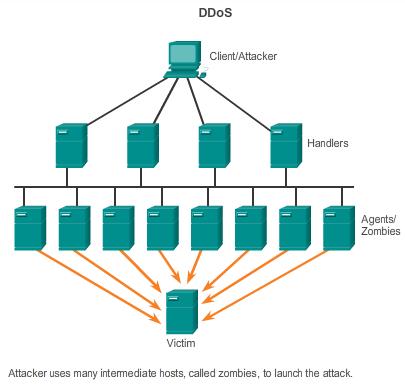 DDoS
Client/Attacker
Handlers
Agents/
Zombies
Victim
Attacker uses many intermediate hosts, called zombies, to launch the attack.